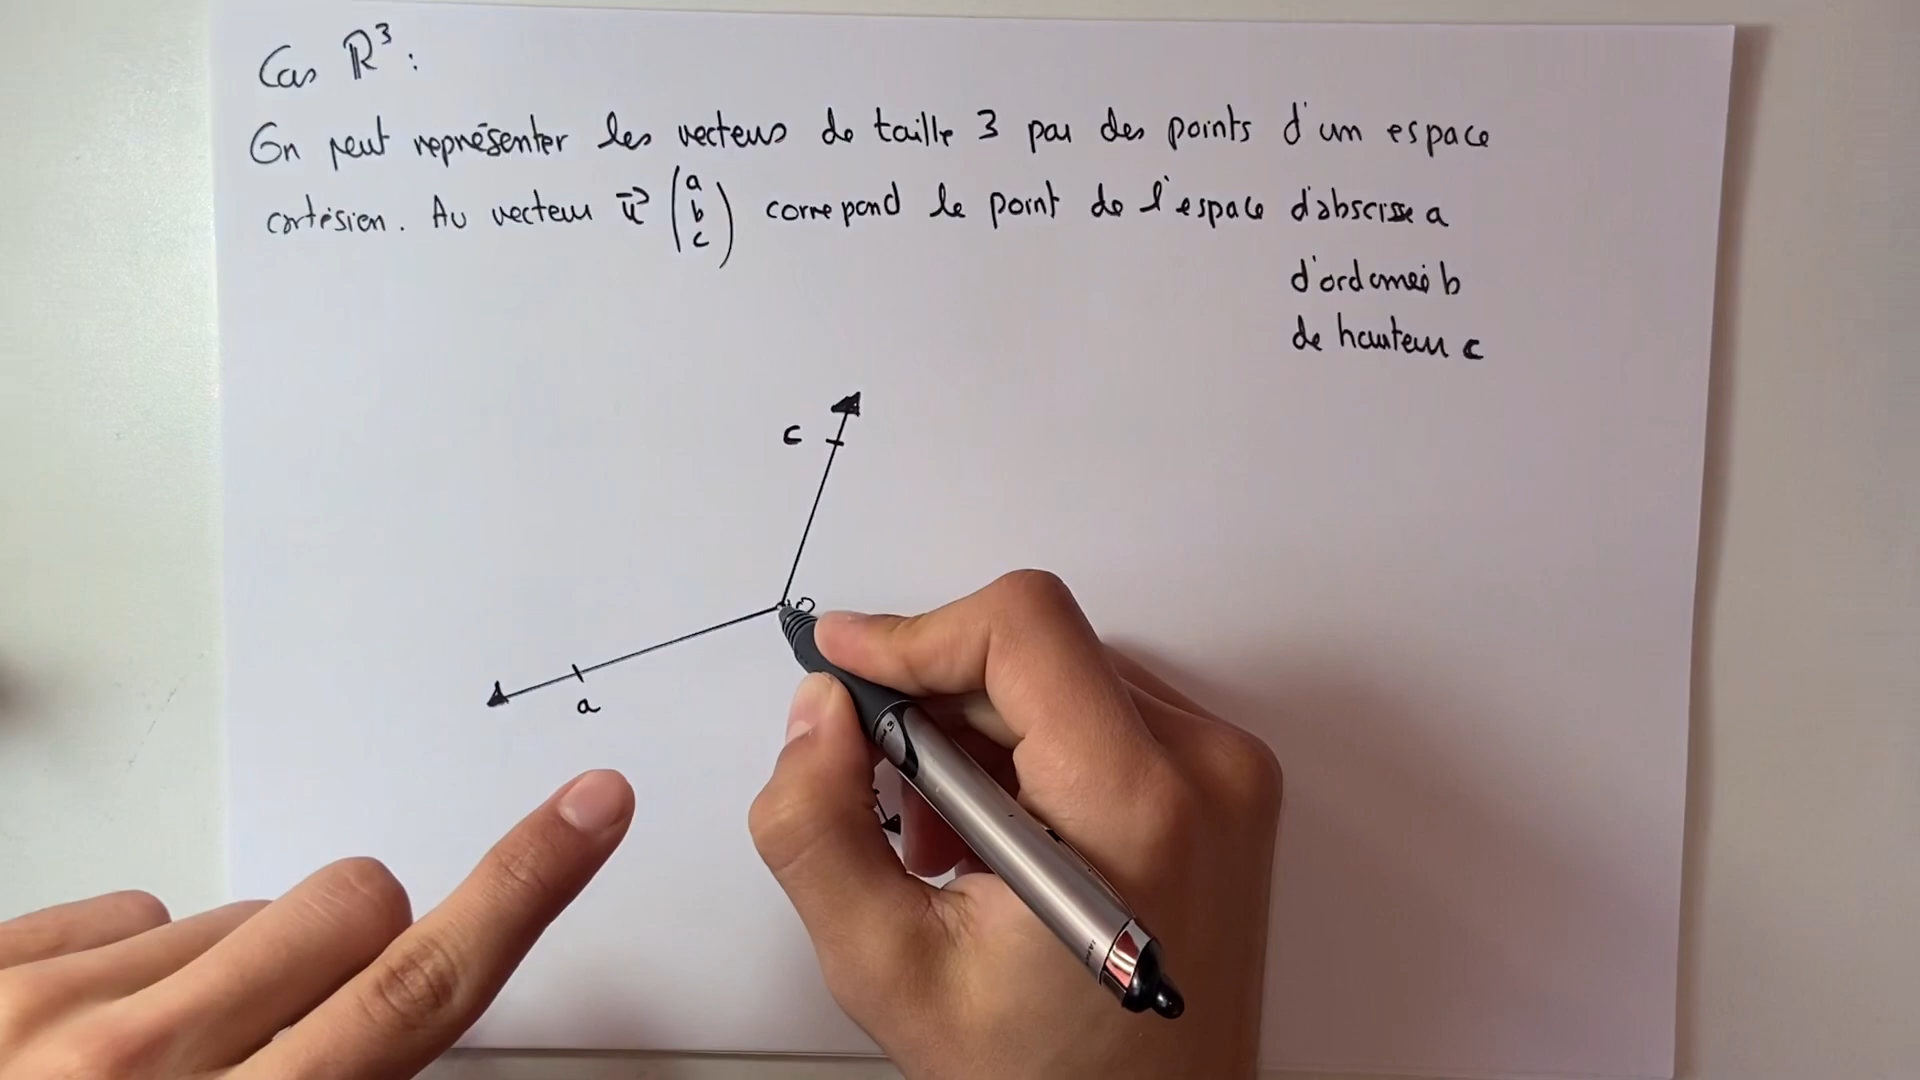 Cas ℝ³ :
On peut représenter les vecteurs de taille 3 par des points d'un espace
cartésien. Au vecteur u⃗ (a b c) correpond le point de l'espace d'abscisse a
d'ordonnée b
de hauteur c
c
a